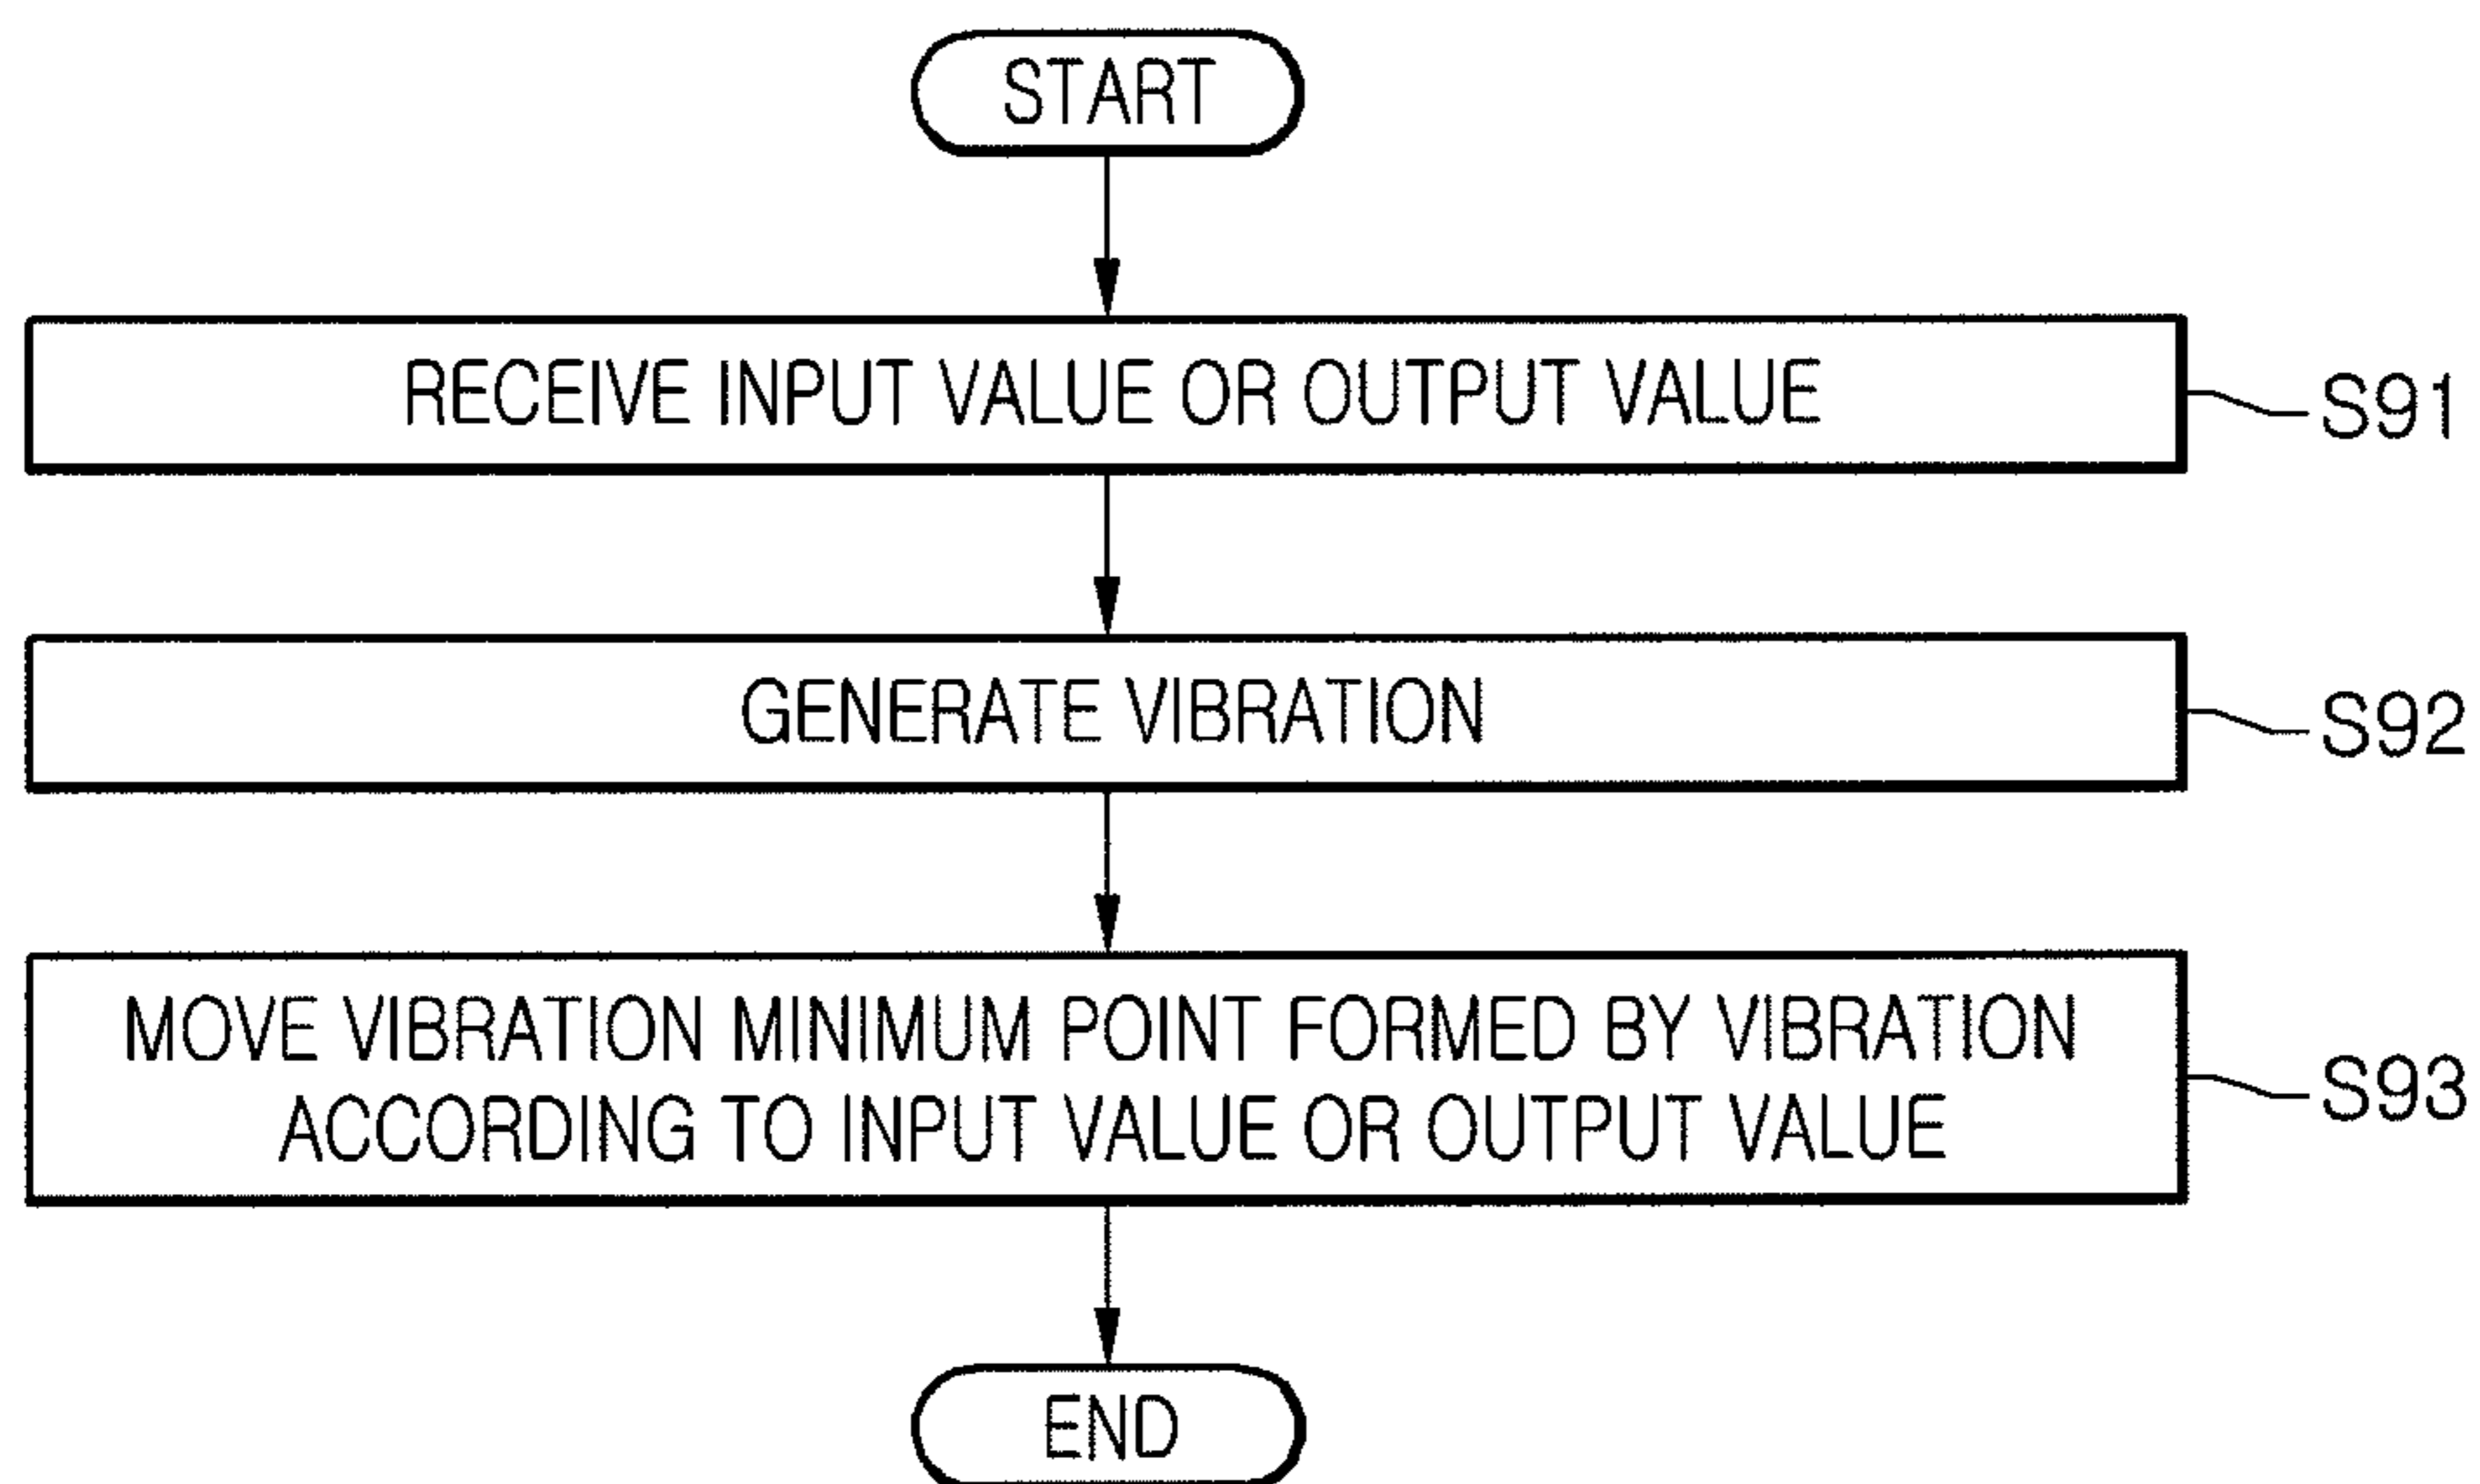 START
RECEIVE INPUT VALUE OR OUTPUT VALUE
S91
GENERATE VIBRATION
S92
MOVE VIBRATION MINIMUM POINT FORMED BY VIBRATION
ACCORDING TO INPUT VALUE OR OUTPUT VALUE
S93
END